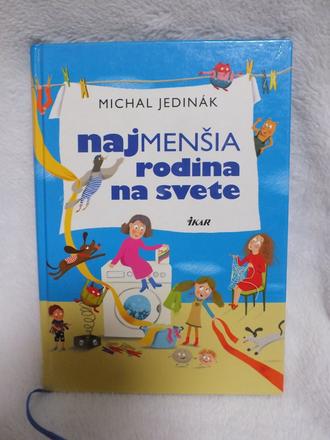 MICHAL JEDINÁK
najMENŠIA
rodina
na svete
iKAR